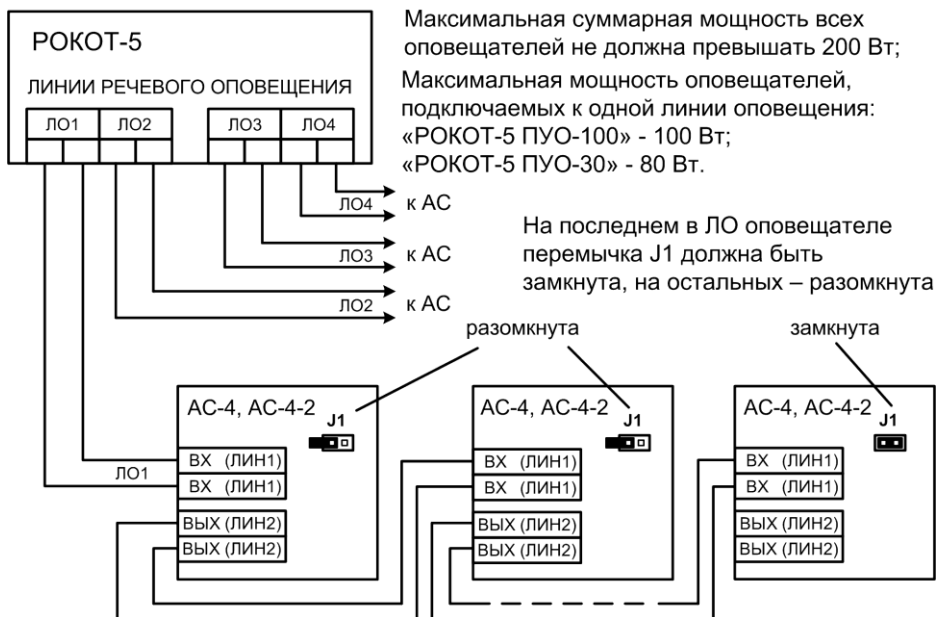 РОКОТ-5
ЛИНИИ РЕЧЕВОГО ОПОВЕЩЕНИЯ
ЛО1 ЛО2 ЛО3 ЛО4
Максимальная суммарная мощность всех
оповещателей не должна превышать 200 Вт;
Максимальная мощность оповещателей,
подключаемых к одной линии оповещения:
«РОКОТ-5 ПУО-100» - 100 Вт;
«РОКОТ-5 ПУО-30» - 80 Вт.
ЛО4 к АС
ЛО3 к АС
ЛО2 к АС
На последнем в ЛО оповещателе
перемычка J1 должна быть
замкнута, на остальных – разомкнута
разомкнута
замкнута
ЛО1
АС-4, АС-4-2
J1
ВХ (ЛИН1)
ВХ (ЛИН1)
ВЫХ (ЛИН2)
ВЫХ (ЛИН2)
АС-4, АС-4-2
J1
ВХ (ЛИН1)
ВХ (ЛИН1)
ВЫХ (ЛИН2)
ВЫХ (ЛИН2)
АС-4, АС-4-2
J1
ВХ (ЛИН1)
ВХ (ЛИН1)
ВЫХ (ЛИН2)
ВЫХ (ЛИН2)